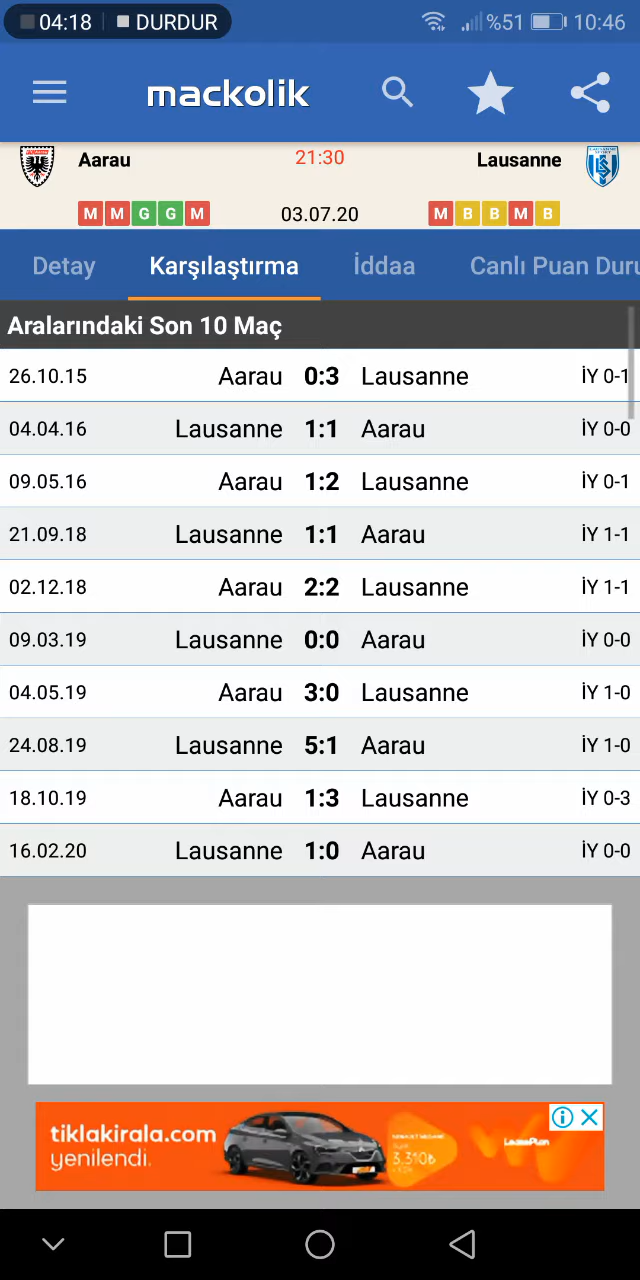 04:18 DURDUR %51 10:46
mackolik
Aarau 21:30 Lausanne
M M G G M 03.07.20 M B B M B
Detay Karşılaştırma İddaa Canlı Puan Duru
Aralarındaki Son 10 Maç
26.10.15 Aarau 0:3 Lausanne İY 0-1
04.04.16 Lausanne 1:1 Aarau İY 0-0
09.05.16 Aarau 1:2 Lausanne İY 0-1
21.09.18 Lausanne 1:1 Aarau İY 1-1
02.12.18 Aarau 2:2 Lausanne İY 1-1
09.03.19 Lausanne 0:0 Aarau İY 0-0
04.05.19 Aarau 3:0 Lausanne İY 1-0
24.08.19 Lausanne 5:1 Aarau İY 1-0
18.10.19 Aarau 1:3 Lausanne İY 0-3
16.02.20 Lausanne 1:0 Aarau İY 0-0
tiklakirala.com
yenilendi.
3.310₺
LeasePlan